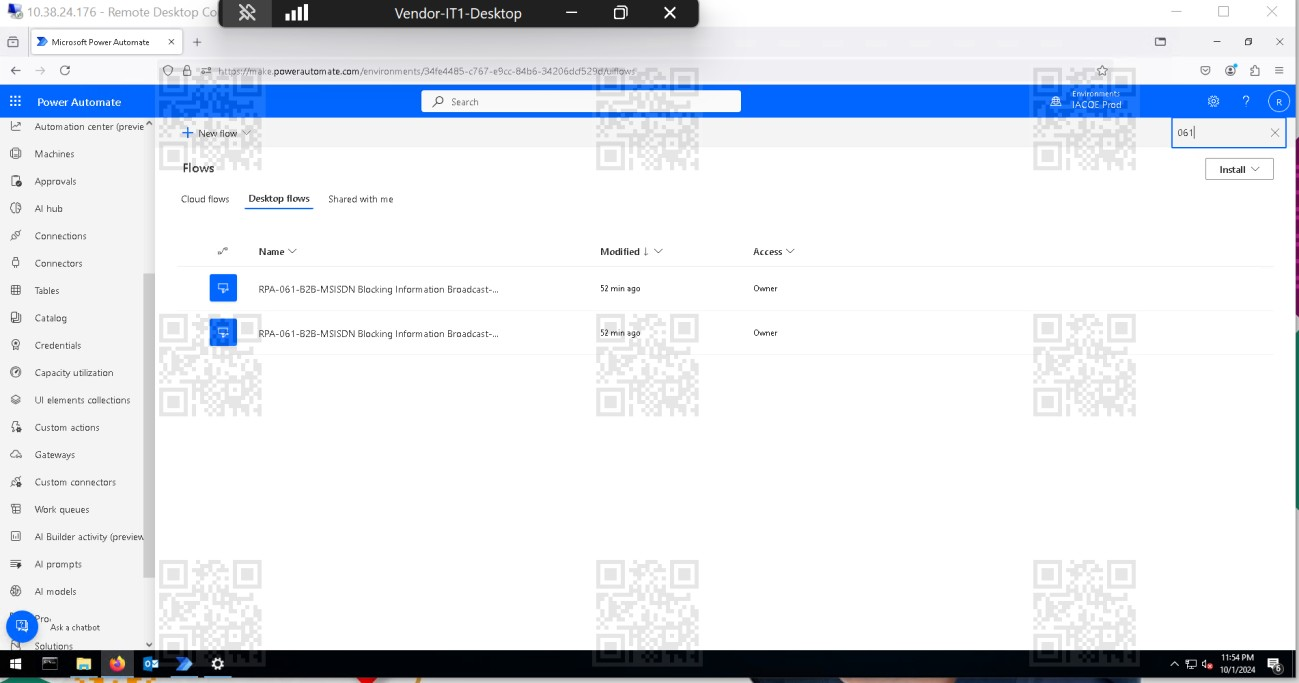 10.38.24.176 - Remote Desktop Co
Vendor-IT1-Desktop
Microsoft Power Automate
https://make.powerautomate.com/environments/34fe4485-c767-e9cc-84b6-34206dcf529d/uiflows
Power Automate
Search
Environments
IACOE Prod
R
Automation center (previe
Machines
Approvals
AI hub
Connections
Connectors
Tables
Catalog
Credentials
Capacity utilization
UI elements collections
Custom actions
Gateways
Custom connectors
Work queues
AI Builder activity (preview
AI prompts
AI models
Pro
Ask a chatbot
Solutions
New flow
061
Flows
Install
Cloud flows Desktop flows Shared with me
Name Modified Access
RPA-061-B2B-MSISDN Blocking Information Broadcast-... 52 min ago Owner
RPA-061-B2B-MSISDN Blocking Information Broadcast-... 52 min ago Owner
11:54 PM
10/1/2024
6